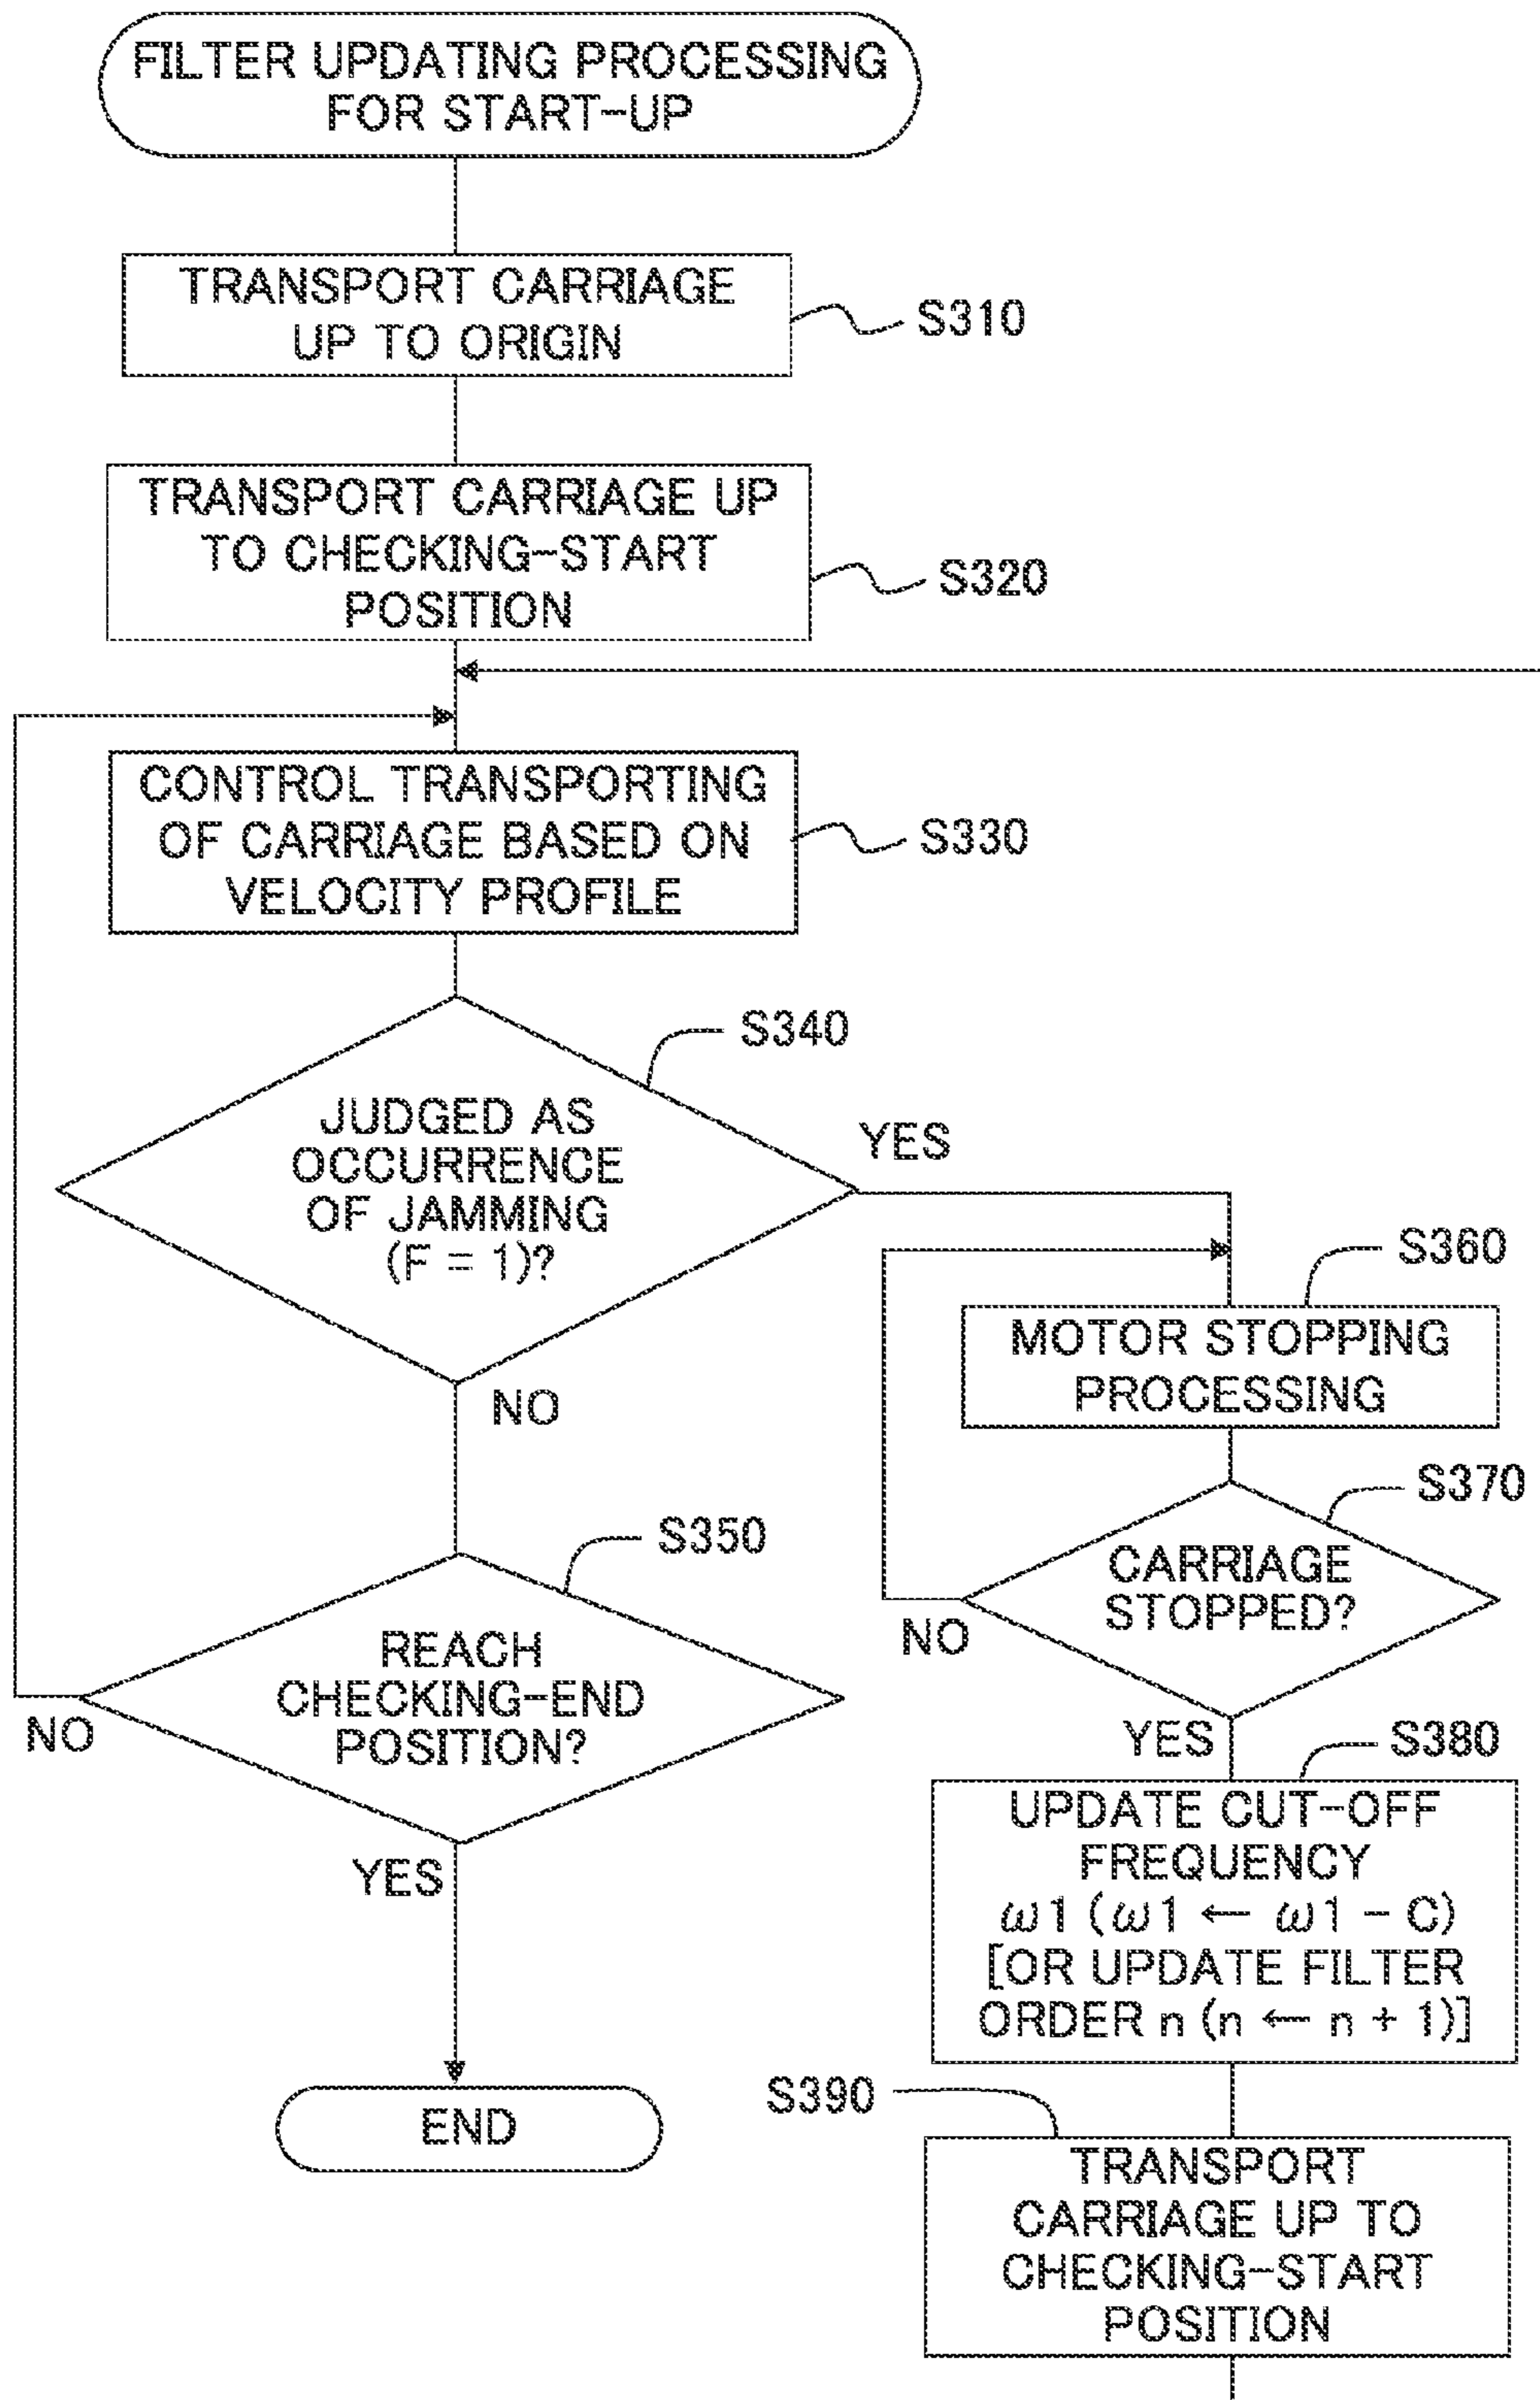 FILTER UPDATING PROCESSING
FOR START-UP
TRANSPORT CARRIAGE
UP TO ORIGIN
S310
TRANSPORT CARRIAGE UP
TO CHECKING-START
POSITION
S320
CONTROL TRANSPORTING
OF CARRIAGE BASED ON
VELOCITY PROFILE
S330
S340
JUDGED AS
OCCURRENCE
OF JAMMING
(F = 1)?
YES
NO
S350
REACH
CHECKING-END
POSITION?
NO
YES
END
S360
MOTOR STOPPING
PROCESSING
S370
CARRIAGE
STOPPED?
NO
YES
S380
UPDATE CUT-OFF
FREQUENCY
ω1 (ω1 ← ω1 - C)
[OR UPDATE FILTER
ORDER n (n ← n + 1)]
S390
TRANSPORT
CARRIAGE UP TO
CHECKING-START
POSITION